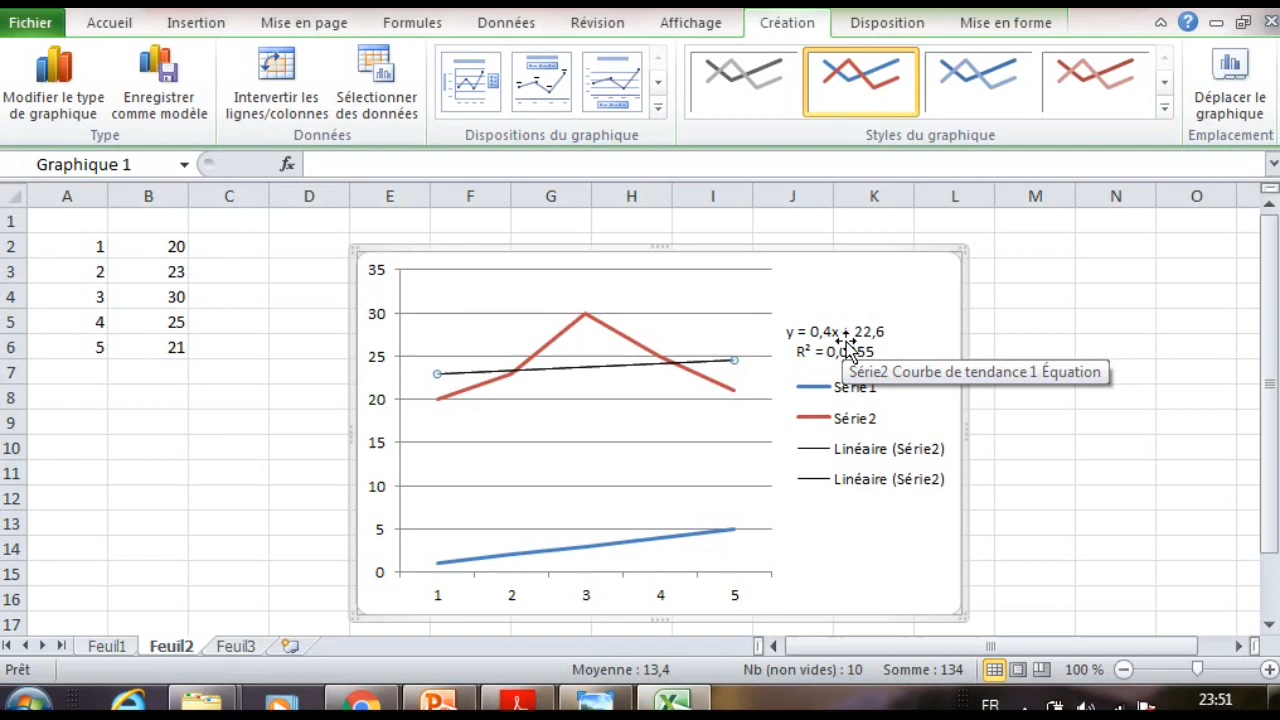 Fichier Accueil Insertion Mise en page Formules Données Révision Affichage Création Disposition Mise en forme
Modifier le type de graphique
Enregistrer comme modèle
Intervertir les lignes/colonnes
Sélectionner des données
Déplacer le graphique
Type Données Dispositions du graphique Styles du graphique Emplacement
Graphique 1 fx
A B C D E F G H I J K L M N O
1
2 1 20
3 2 23
4 3 30
5 4 25
6 5 21
7
8
9
10
11
12
13
14
15
16
17
35
30
25
20
15
10
5
0
1 2 3 4 5
y = 0,4x + 22,6
R² =
Série2 Courbe de tendance 1 Équation
Série1
Série2
Linéaire (Série2)
Linéaire (Série2)
Feuil1 Feuil2 Feuil3
Prêt Moyenne : 13,4 Nb (non vides) : 10 Somme : 134 100 %
FR 23:51